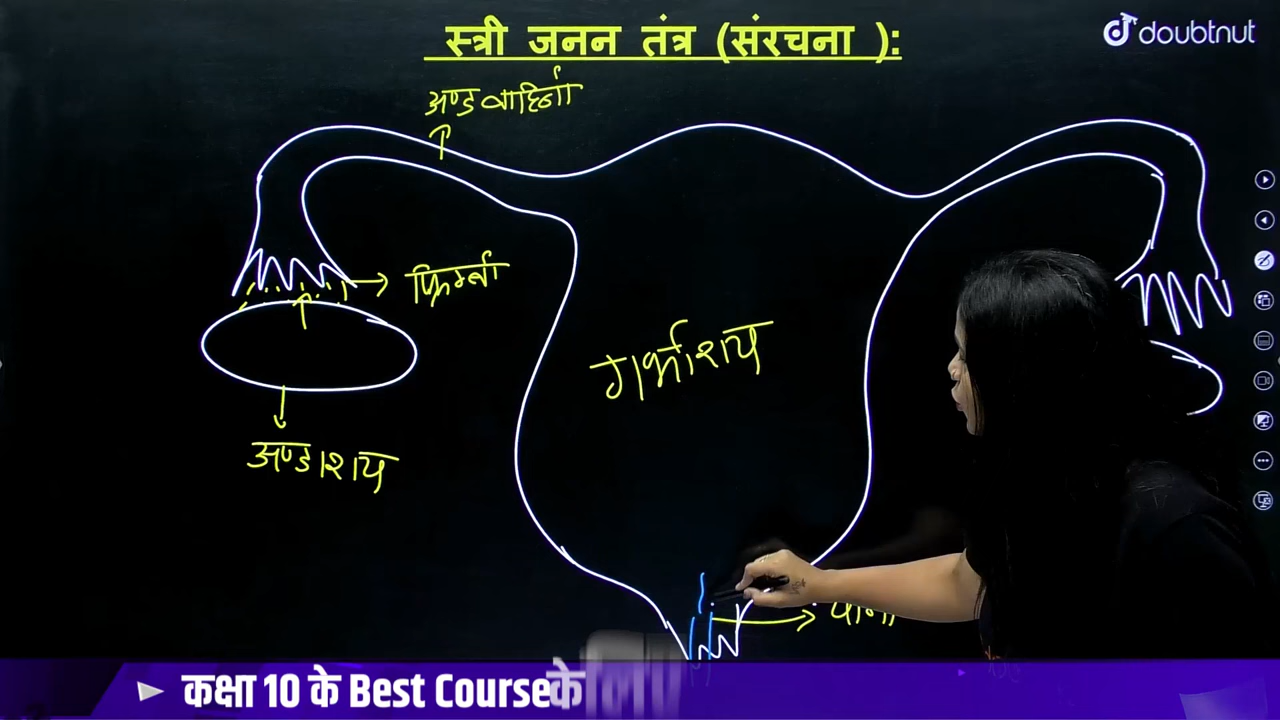 स्त्री जनन तंत्र (संरचना ):
doubtnut
अण्डवाहिनी
फिम्ब्री
गर्भाशय
अण्डाशय
योनी
कक्षा 10 के Best Course के